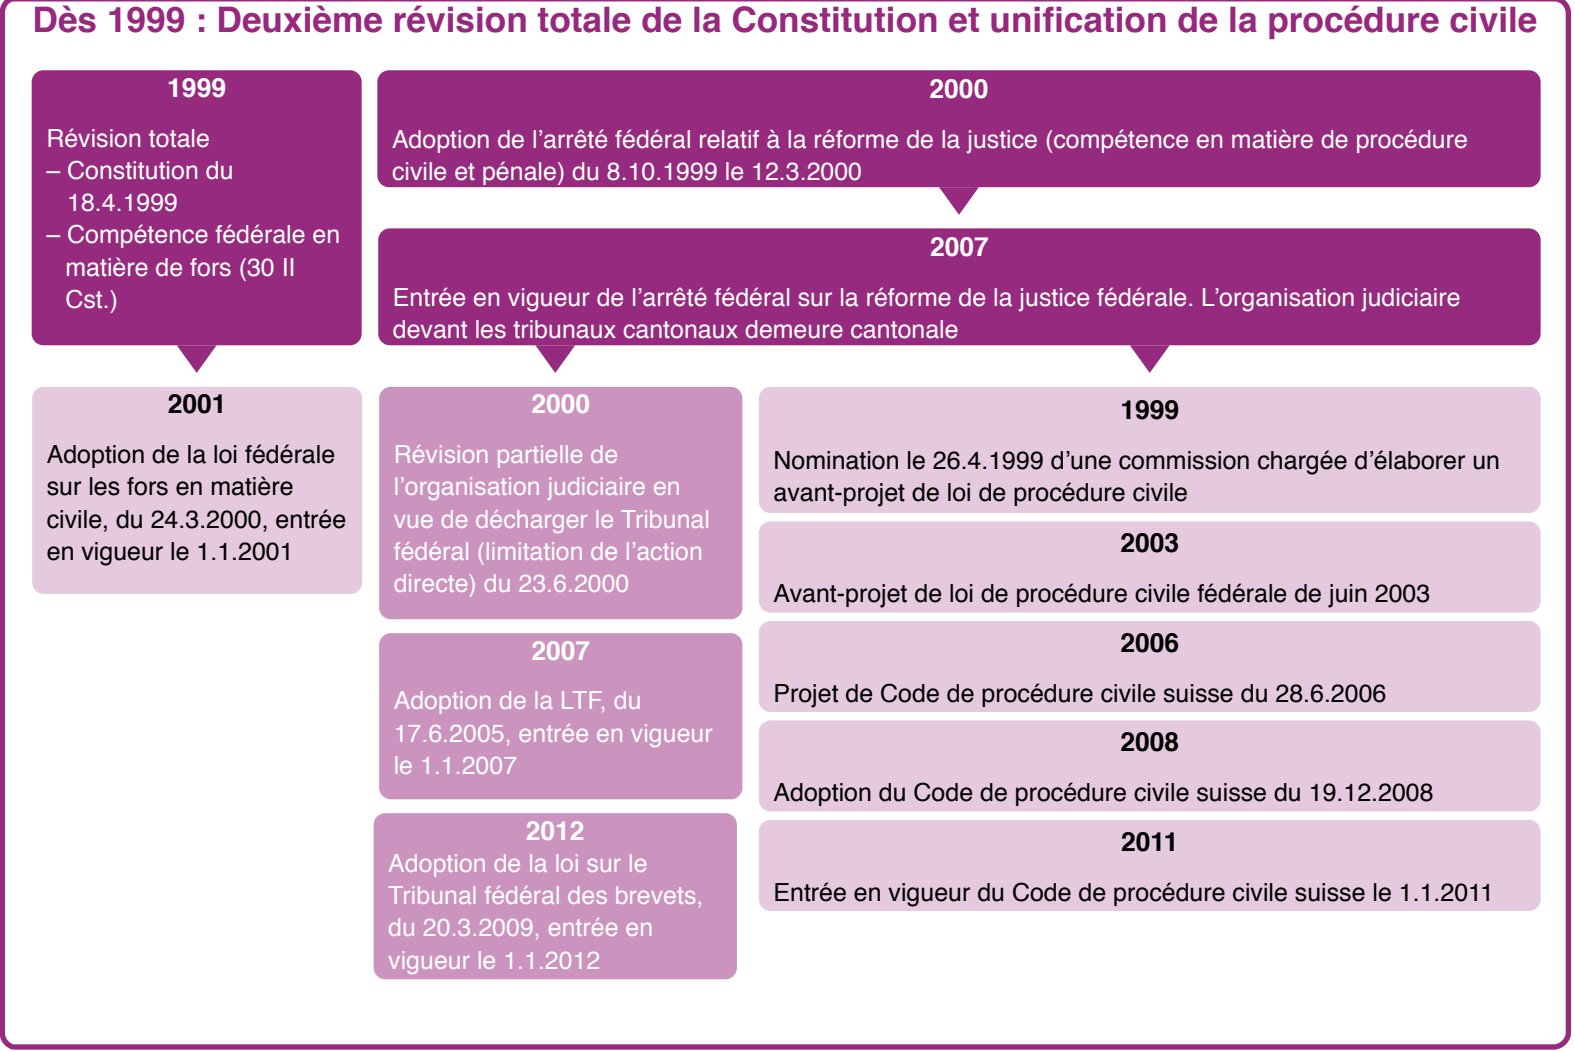 Dès 1999 : Deuxième révision totale de la Constitution et unification de la procédure civile
1999
Révision totale
– Constitution du
18.4.1999
– Compétence fédérale en
matière de fors (30 II
Cst.)
2000
Adoption de l’arrêté fédéral relatif à la réforme de la justice (compétence en matière de procédure
civile et pénale) du 8.10.1999 le 12.3.2000
2007
Entrée en vigueur de l’arrêté fédéral sur la réforme de la justice fédérale. L’organisation judiciaire
devant les tribunaux cantonaux demeure cantonale
2001
Adoption de la loi fédérale
sur les fors en matière
civile, du 24.3.2000, entrée
en vigueur le 1.1.2001
2000
Révision partielle de
l’organisation judiciaire en
vue de décharger le Tribunal
fédéral (limitation de l’action
directe) du 23.6.2000
2007
Adoption de la LTF, du
17.6.2005, entrée en vigueur
le 1.1.2007
2012
Adoption de la loi sur le
Tribunal fédéral des brevets,
du 20.3.2009, entrée en
vigueur le 1.1.2012
1999
Nomination le 26.4.1999 d’une commission chargée d’élaborer un
avant-projet de loi de procédure civile
2003
Avant-projet de loi de procédure civile fédérale de juin 2003
2006
Projet de Code de procédure civile suisse du 28.6.2006
2008
Adoption du Code de procédure civile suisse du 19.12.2008
2011
Entrée en vigueur du Code de procédure civile suisse le 1.1.2011